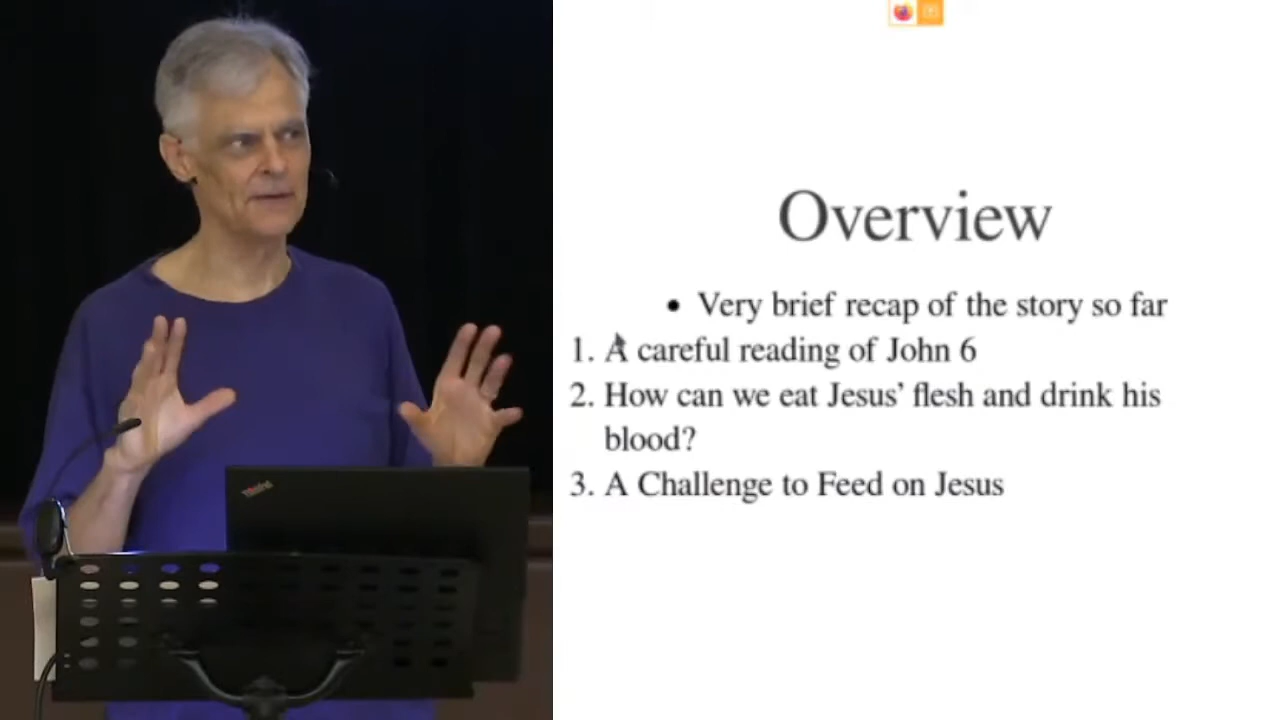 Overview
• Very brief recap of the story so far
1. A careful reading of John 6
2. How can we eat Jesus’ flesh and drink his
blood?
3. A Challenge to Feed on Jesus
ThinkPad